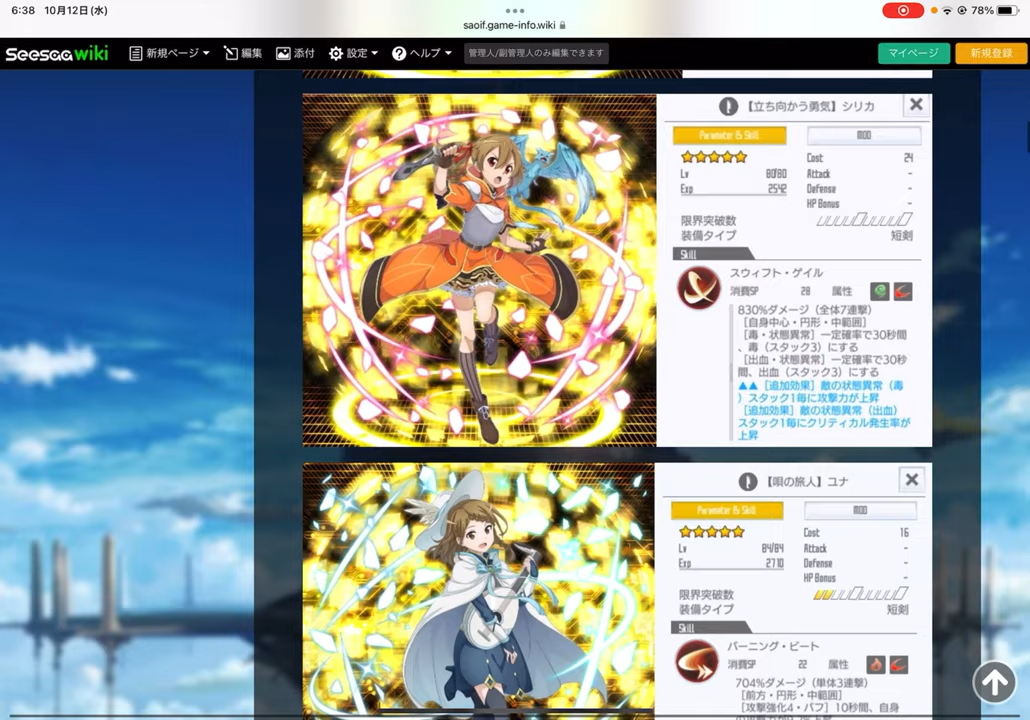 6:38 10月12日(水)
saoif.game-info.wiki
78%
Seesaa wiki
新規ページ
編集
添付
設定
ヘルプ
管理人/副管理人のみ編集できます
マイページ
新規登録
【立ち向かう勇気】シリカ
Parameter & Skill
MOD
Cost 24
Lv 80/80
Attack -
Exp 2542
Defense -
HP Bonus -
限界突破数
装備タイプ 短剣
Skill
スウィフト・ゲイル
消費SP 28 属性
830%ダメージ（全体7連撃）
［自身中心・円形・中範囲］
［毒・状態異常］一定確率で30秒間
、毒（スタック3）にする
［出血・状態異常］一定確率で30秒
間、出血（スタック3）にする
▲▲［追加効果］敵の状態異常（毒
）スタック1毎に攻撃力が上昇
［追加効果］敵の状態異常（出血）
スタック1毎にクリティカル発生率が
上昇
【唄の旅人】ユナ
Parameter & Skill
MOD
Cost 16
Lv 84/84
Attack -
Exp 2710
Defense -
HP Bonus -
限界突破数
装備タイプ 短剣
Skill
バーニング・ビート
消費SP 22 属性
704%ダメージ（単体3連撃）
［前方・円形・中範囲］
［攻撃強化4・バフ］10秒間、自身